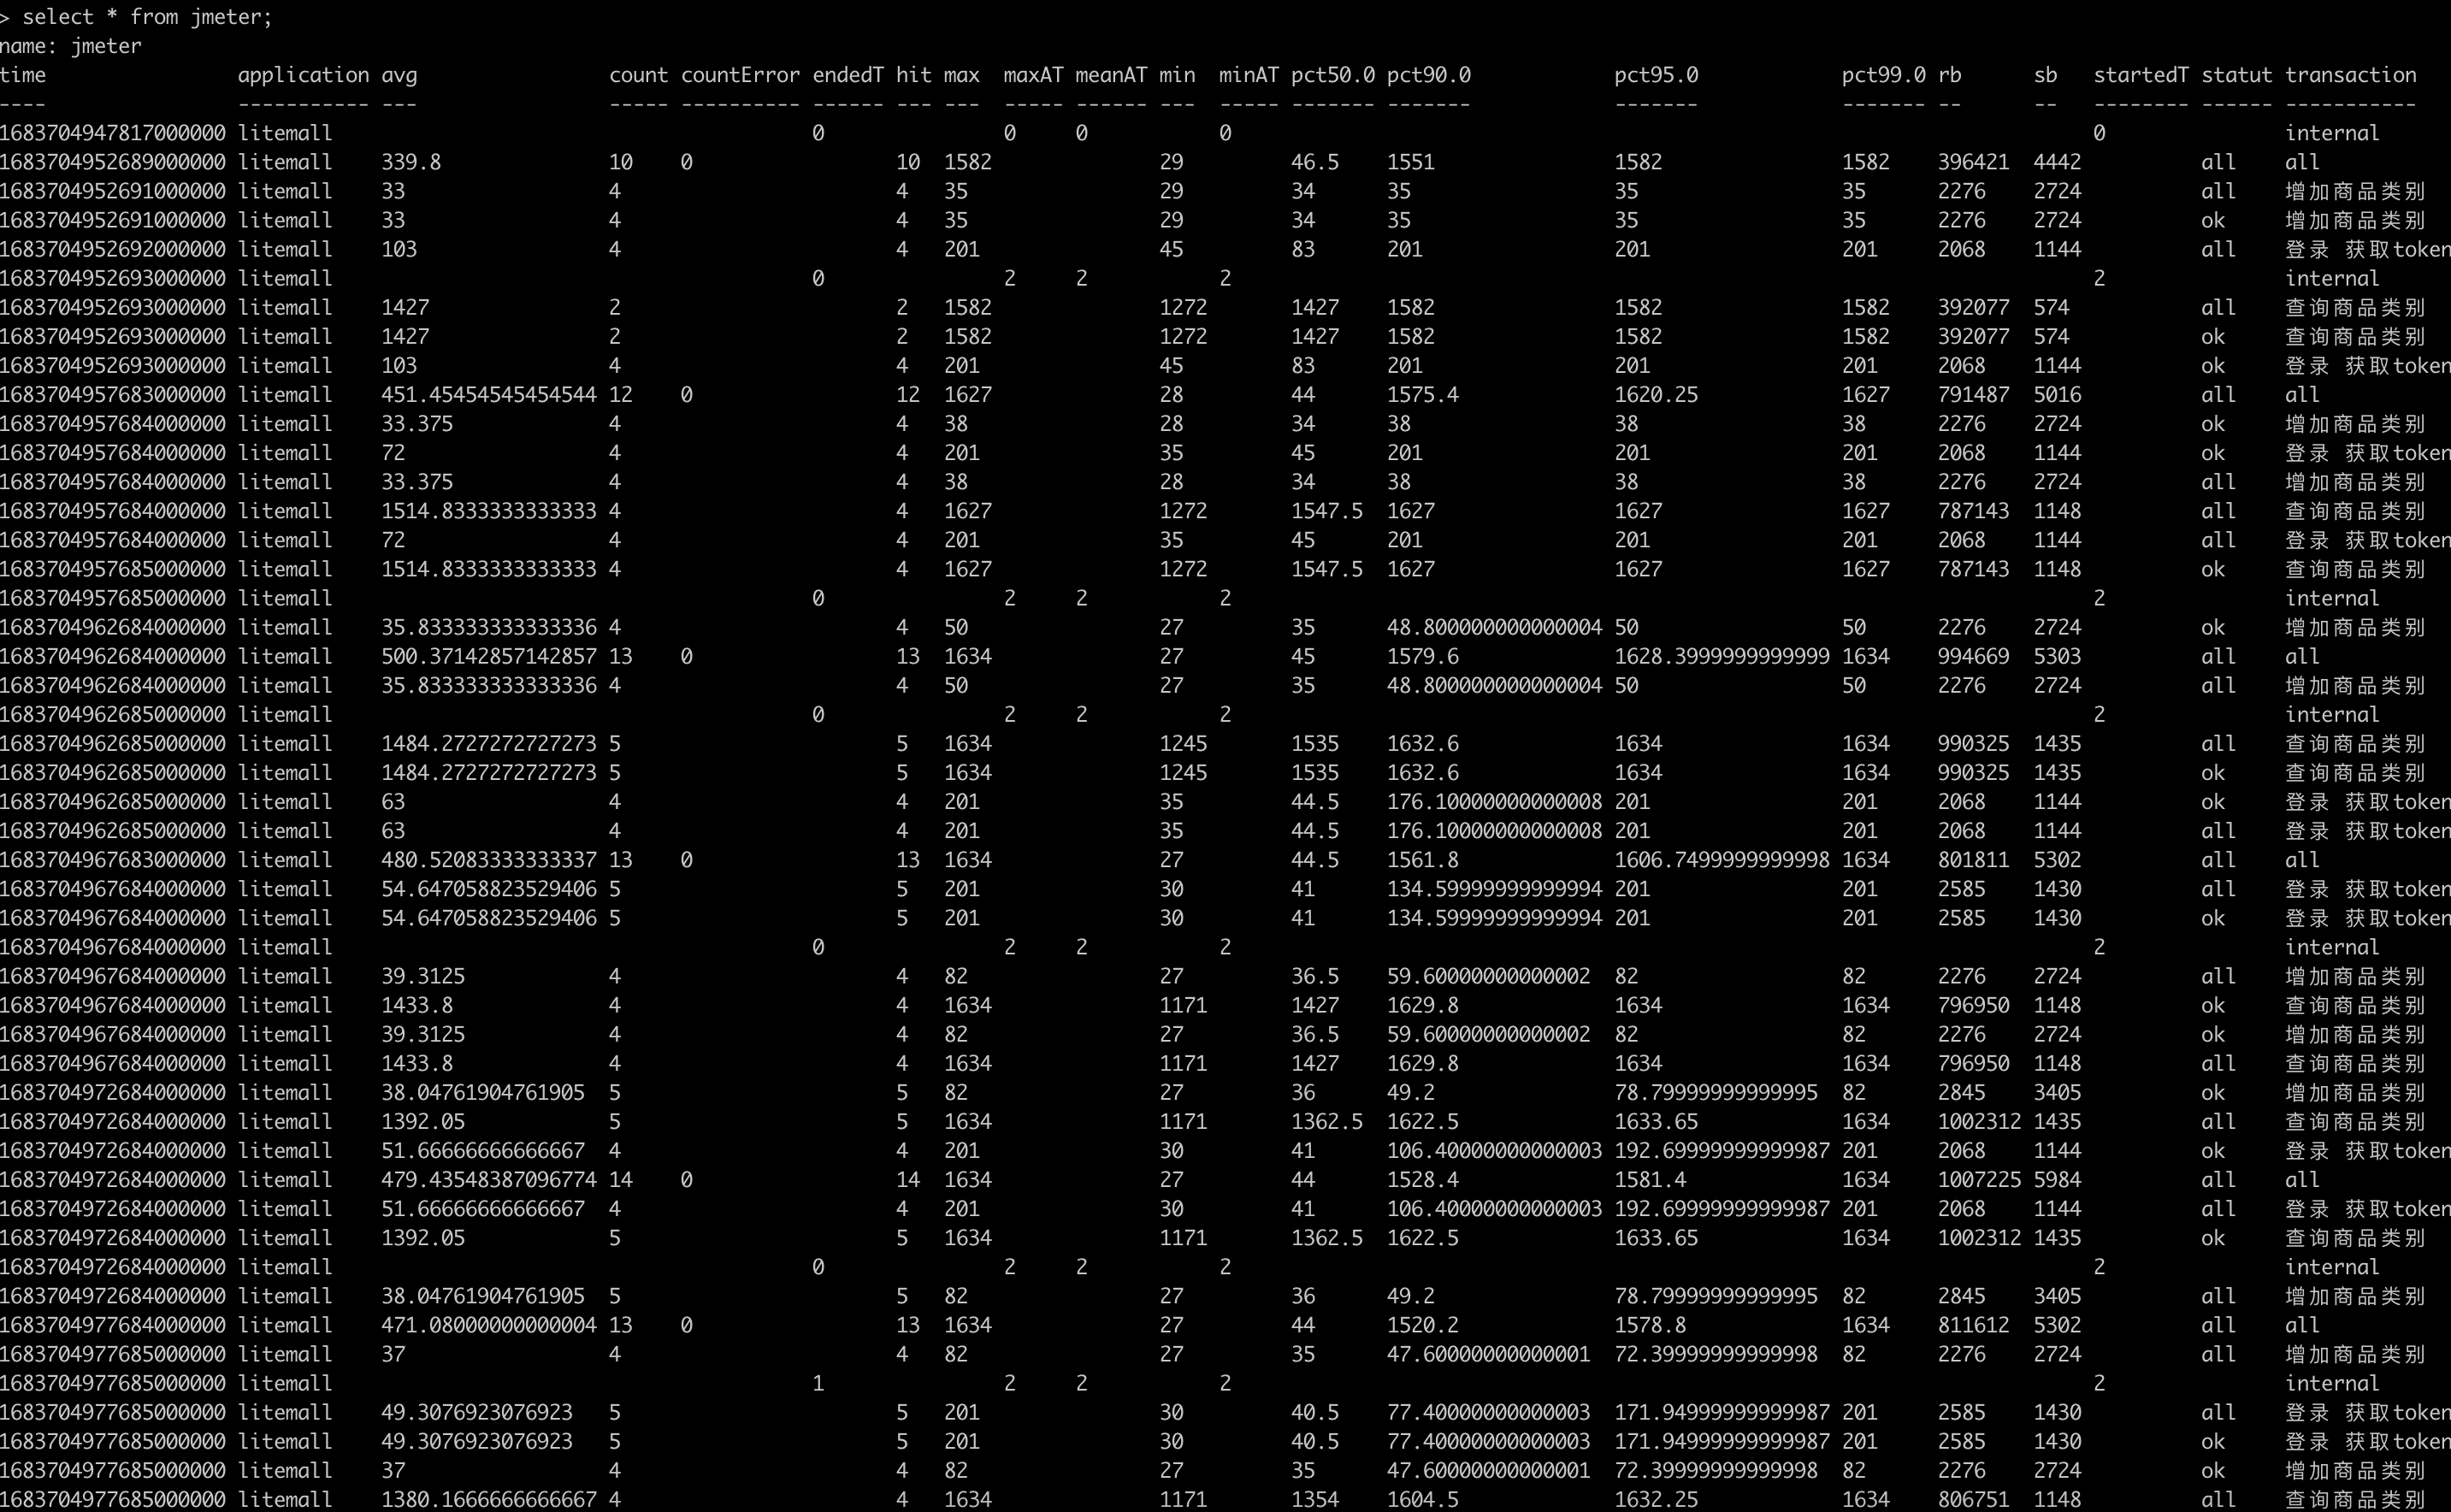 > select * from jmeter;
name: jmeter
time application avg count countError endedT hit max maxAT meanAT min minAT pct50.0 pct90.0 pct95.0 pct99.0 rb sb startedT statut transaction
---- ----------- --- ----- ---------- ------ --- --- ----- ------ --- ----- ------- ------- ------- ------- -- -- -------- ------ -----------
1683704947817000000 litemall 0 0 0 0 0 internal
1683704952689000000 litemall 339.8 10 0 10 1582 29 46.5 1551 1582 1582 396421 4442 all all
1683704952691000000 litemall 33 4 4 35 29 34 35 35 35 2276 2724 all 增加商品类别
1683704952691000000 litemall 33 4 4 35 29 34 35 35 35 2276 2724 ok 增加商品类别
1683704952692000000 litemall 103 4 4 201 45 83 201 201 201 2068 1144 all 登录 获取token
1683704952693000000 litemall 0 2 2 2 2 internal
1683704952693000000 litemall 1427 2 2 1582 1272 1427 1582 1582 1582 392077 574 all 查询商品类别
1683704952693000000 litemall 1427 2 2 1582 1272 1427 1582 1582 1582 392077 574 ok 查询商品类别
1683704952693000000 litemall 103 4 4 201 45 83 201 201 201 2068 1144 ok 登录 获取token
1683704957683000000 litemall 451.45454545454544 12 0 12 1627 28 44 1575.4 1620.25 1627 791487 5016 all all
1683704957684000000 litemall 33.375 4 4 38 28 34 38 38 38 2276 2724 ok 增加商品类别
1683704957684000000 litemall 72 4 4 201 35 45 201 201 201 2068 1144 ok 登录 获取token
1683704957684000000 litemall 33.375 4 4 38 28 34 38 38 38 2276 2724 all 增加商品类别
1683704957684000000 litemall 1514.8333333333333 4 4 1627 1272 1547.5 1627 1627 1627 787143 1148 all 查询商品类别
1683704957684000000 litemall 72 4 4 201 35 45 201 201 201 2068 1144 all 登录 获取token
1683704957685000000 litemall 1514.8333333333333 4 4 1627 1272 1547.5 1627 1627 1627 787143 1148 ok 查询商品类别
1683704957685000000 litemall 0 2 2 2 2 internal
1683704962684000000 litemall 35.833333333333336 4 4 50 27 35 48.800000000000004 50 50 2276 2724 ok 增加商品类别
1683704962684000000 litemall 500.37142857142857 13 0 13 1634 27 45 1579.6 1628.3999999999999 1634 994669 5303 all all
1683704962684000000 litemall 35.833333333333336 4 4 50 27 35 48.800000000000004 50 50 2276 2724 all 增加商品类别
1683704962685000000 litemall 0 2 2 2 2 internal
1683704962685000000 litemall 1484.2727272727273 5 5 1634 1245 1535 1632.6 1634 1634 990325 1435 all 查询商品类别
1683704962685000000 litemall 1484.2727272727273 5 5 1634 1245 1535 1632.6 1634 1634 990325 1435 ok 查询商品类别
1683704962685000000 litemall 63 4 4 201 35 44.5 176.10000000000008 201 201 2068 1144 ok 登录 获取token
1683704962685000000 litemall 63 4 4 201 35 44.5 176.10000000000008 201 201 2068 1144 all 登录 获取token
1683704967683000000 litemall 480.52083333333337 13 0 13 1634 27 44.5 1561.8 1606.7499999999998 1634 801811 5302 all all
1683704967684000000 litemall 54.647058823529406 5 5 201 30 41 134.59999999999994 201 201 2585 1430 all 登录 获取token
1683704967684000000 litemall 54.647058823529406 5 5 201 30 41 134.59999999999994 201 201 2585 1430 ok 登录 获取token
1683704967684000000 litemall 0 2 2 2 2 internal
1683704967684000000 litemall 39.3125 4 4 82 27 36.5 59.60000000000002 82 82 2276 2724 all 增加商品类别
1683704967684000000 litemall 1433.8 4 4 1634 1171 1427 1629.8 1634 1634 796950 1148 ok 查询商品类别
1683704967684000000 litemall 39.3125 4 4 82 27 36.5 59.60000000000002 82 82 2276 2724 ok 增加商品类别
1683704967684000000 litemall 1433.8 4 4 1634 1171 1427 1629.8 1634 1634 796950 1148 all 查询商品类别
1683704972684000000 litemall 38.04761904761905 5 5 82 27 36 49.2 78.79999999999995 82 2845 3405 ok 增加商品类别
1683704972684000000 litemall 1392.05 5 5 1634 1171 1362.5 1622.5 1633.65 1634 1002312 1435 all 查询商品类别
1683704972684000000 litemall 51.66666666666667 4 4 201 30 41 106.40000000000003 192.69999999999987 201 2068 1144 ok 登录 获取token
1683704972684000000 litemall 479.43548387096774 14 0 14 1634 27 44 1528.4 1581.4 1634 1007225 5984 all all
1683704972684000000 litemall 51.66666666666667 4 4 201 30 41 106.40000000000003 192.69999999999987 201 2068 1144 all 登录 获取token
1683704972684000000 litemall 1392.05 5 5 1634 1171 1362.5 1622.5 1633.65 1634 1002312 1435 ok 查询商品类别
1683704972684000000 litemall 0 2 2 2 2 internal
1683704972684000000 litemall 38.04761904761905 5 5 82 27 36 49.2 78.79999999999995 82 2845 3405 all 增加商品类别
1683704977684000000 litemall 471.08000000000004 13 0 13 1634 27 44 1520.2 1578.8 1634 811612 5302 all all
1683704977685000000 litemall 37 4 4 82 27 35 47.60000000000001 72.39999999999998 82 2276 2724 all 增加商品类别
1683704977685000000 litemall 1 2 2 2 2 internal
1683704977685000000 litemall 49.3076923076923 5 5 201 30 40.5 77.40000000000003 171.94999999999987 201 2585 1430 all 登录 获取token
1683704977685000000 litemall 49.3076923076923 5 5 201 30 40.5 77.40000000000003 171.94999999999987 201 2585 1430 ok 登录 获取token
1683704977685000000 litemall 37 4 4 82 27 35 47.60000000000001 72.39999999999998 82 2276 2724 ok 增加商品类别
1683704977685000000 litemall 1380.1666666666667 4 4 1634 1171 1354 1604.5 1632.25 1634 806751 1148 all 查询商品类别